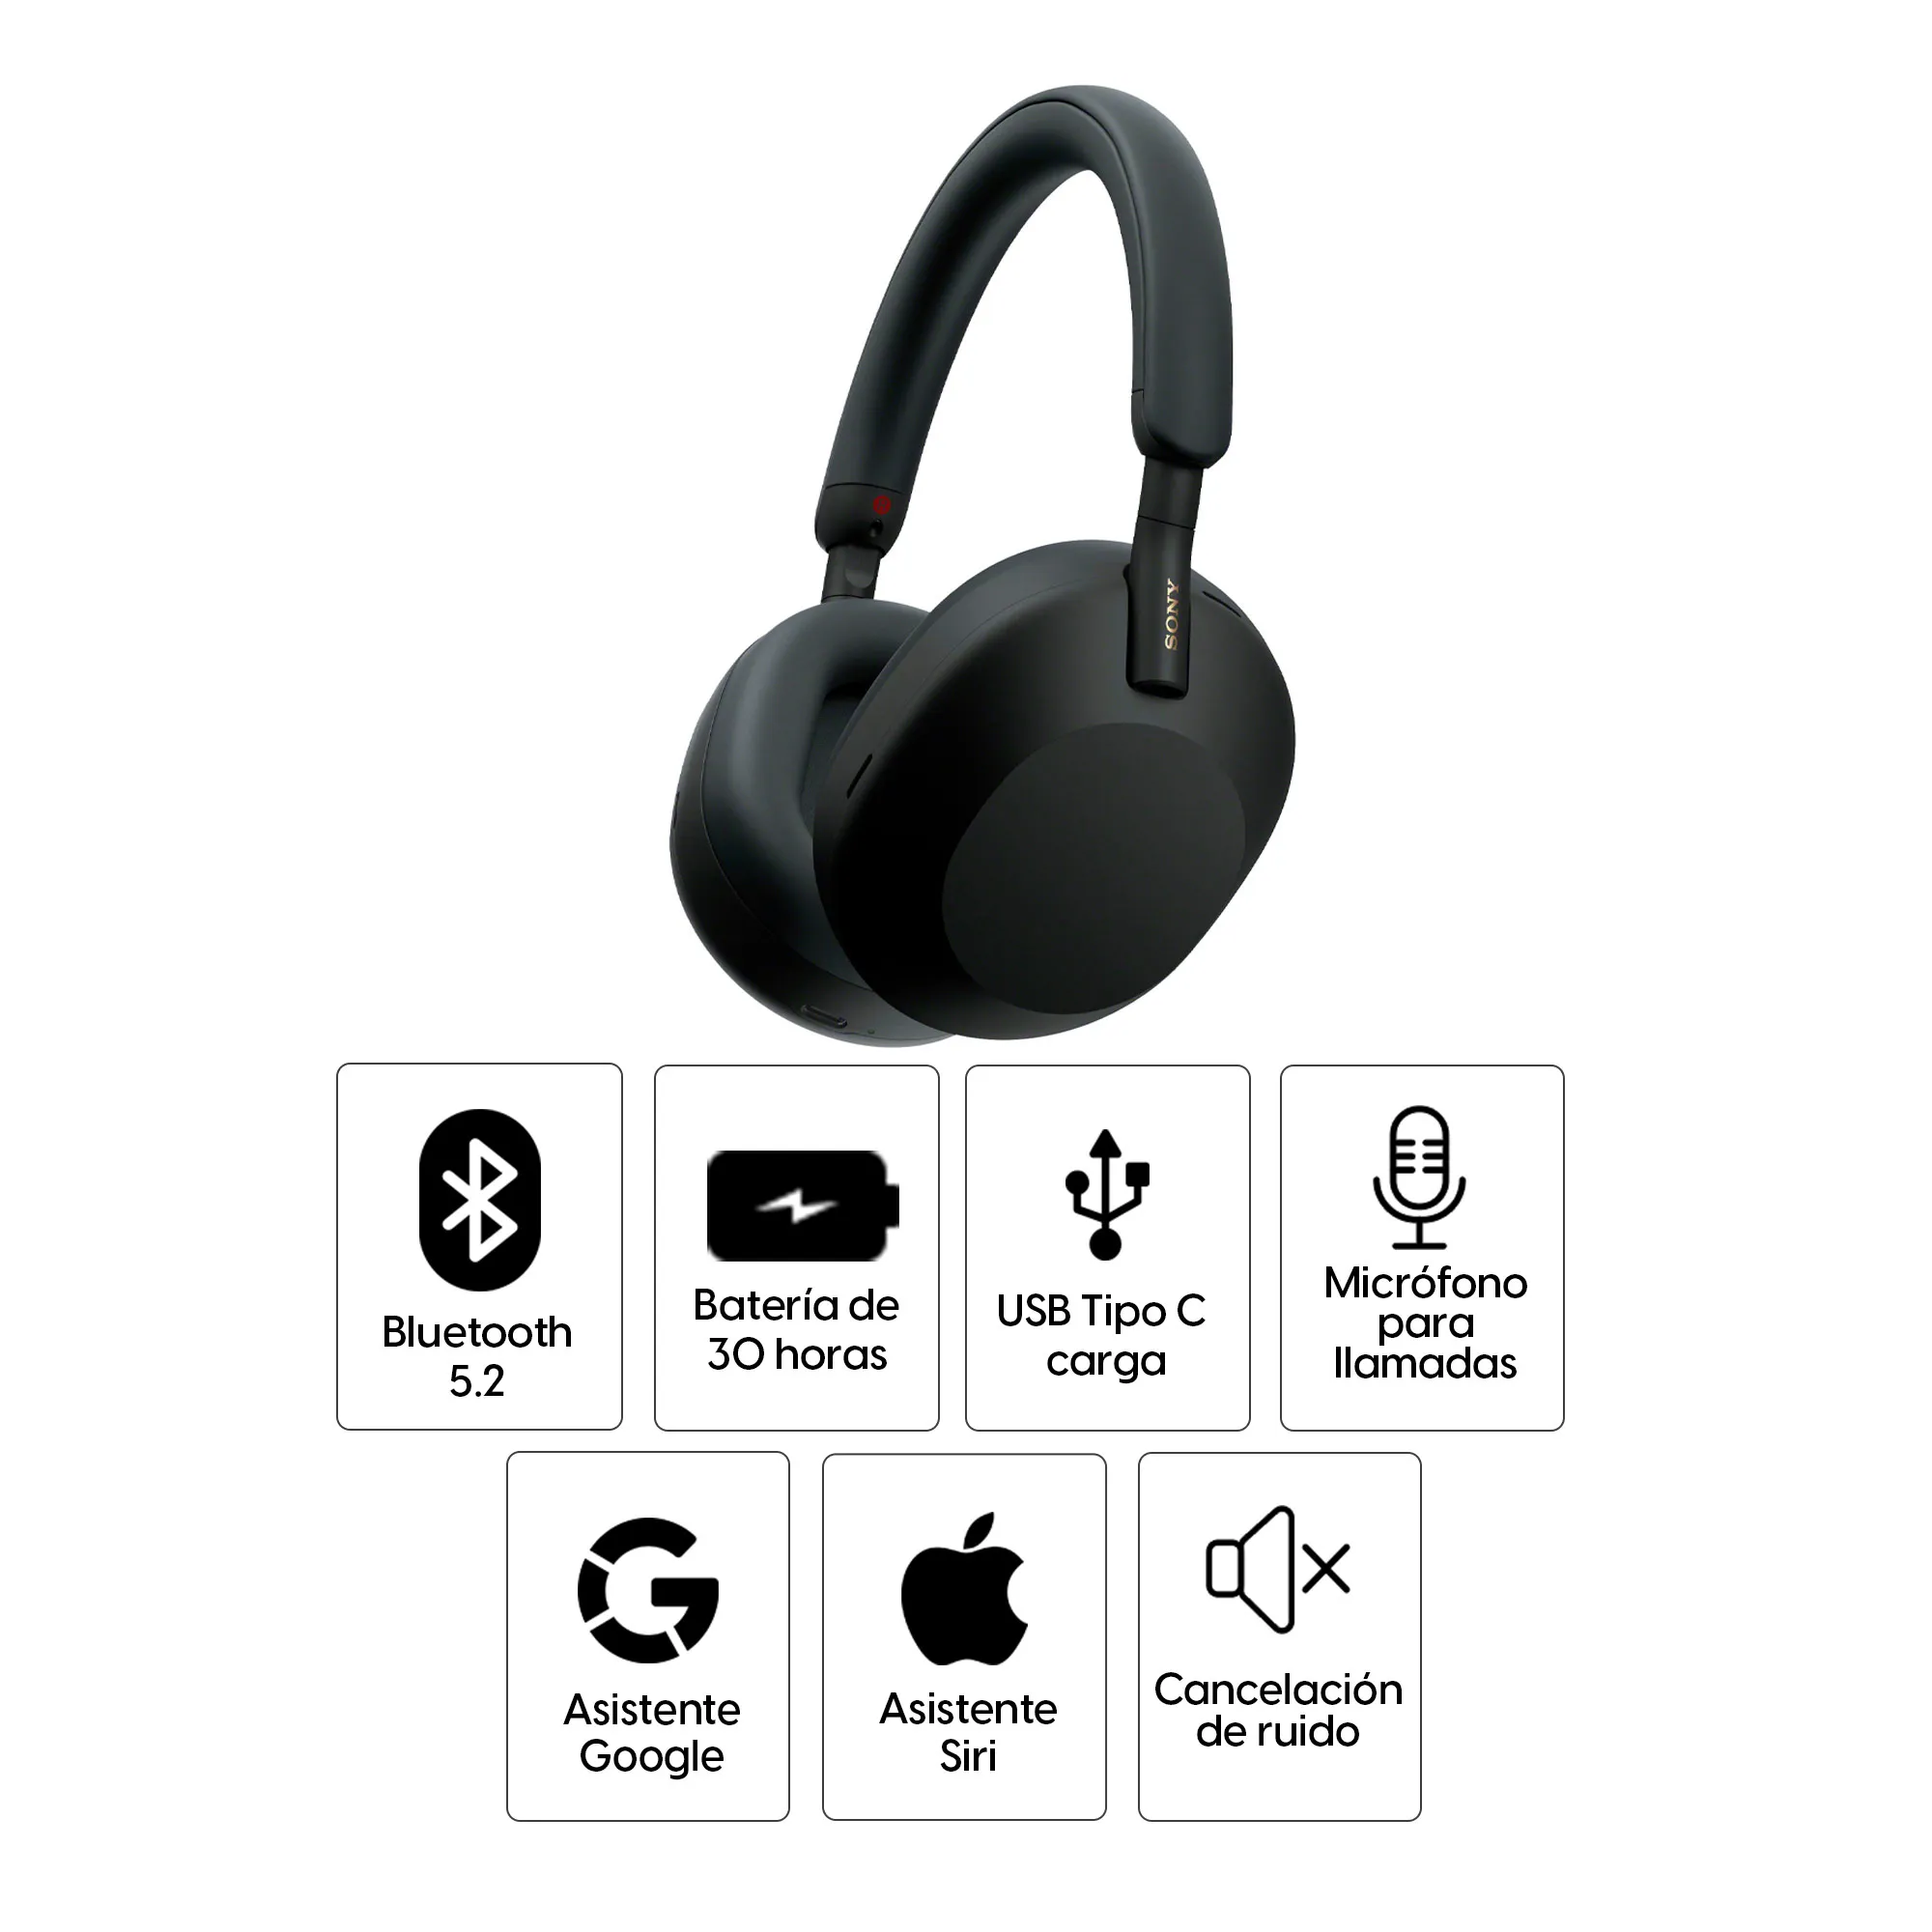 SONY
Bluetooth
5.2
Batería de
30 horas
USB Tipo C
carga
Micrófono
para
llamadas
Asistente
Google
Asistente
Siri
Cancelación
de ruido